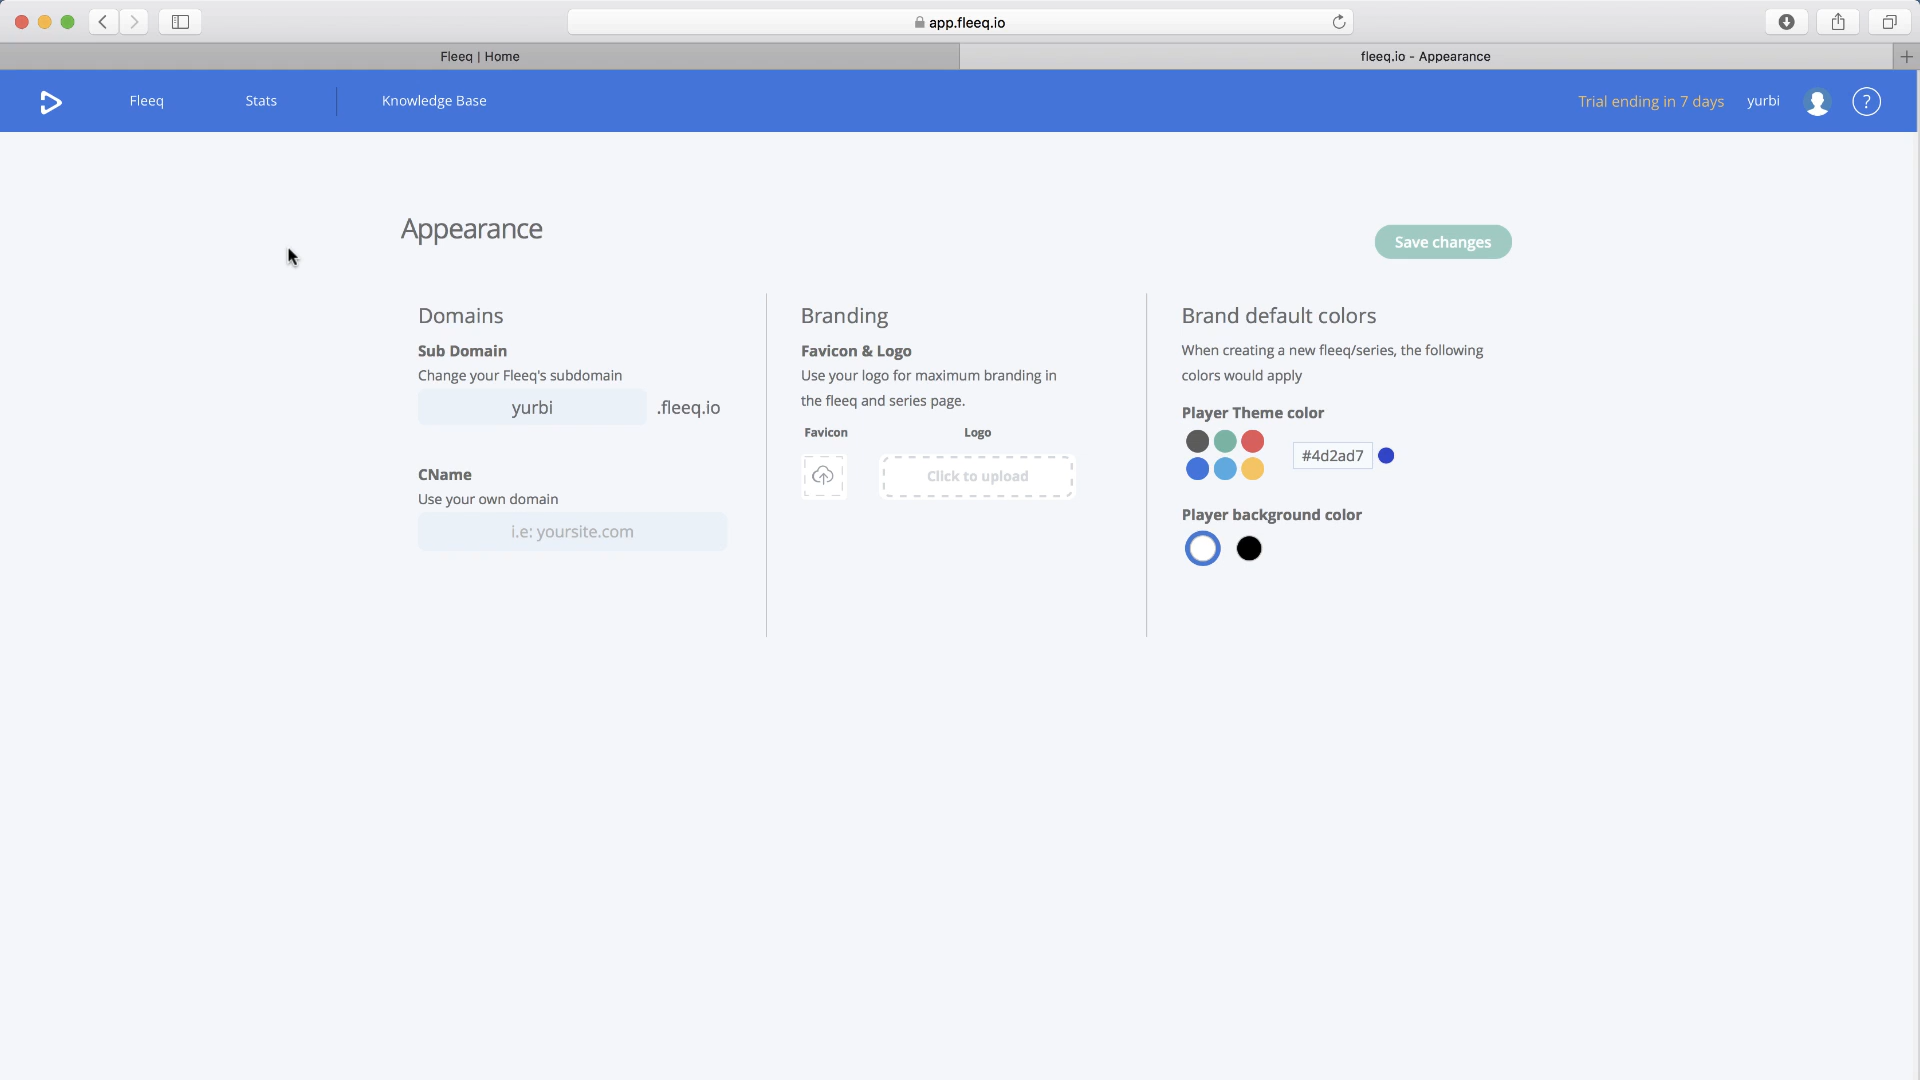 app.fleeq.io
Fleeq | Home
fleeq.io - Appearance
Fleeq
Stats
Knowledge Base
Trial ending in 7 days
yurbi
?
Appearance
Save changes
Domains
Sub Domain
Change your Fleeq's subdomain
yurbi
.fleeq.io
CName
Use your own domain
i.e: yoursite.com
Branding
Favicon & Logo
Use your logo for maximum branding in
the fleeq and series page.
Favicon
Logo
Click to upload
Brand default colors
When creating a new fleeq/series, the following
colors would apply
Player Theme color
#4d2ad7
Player background color